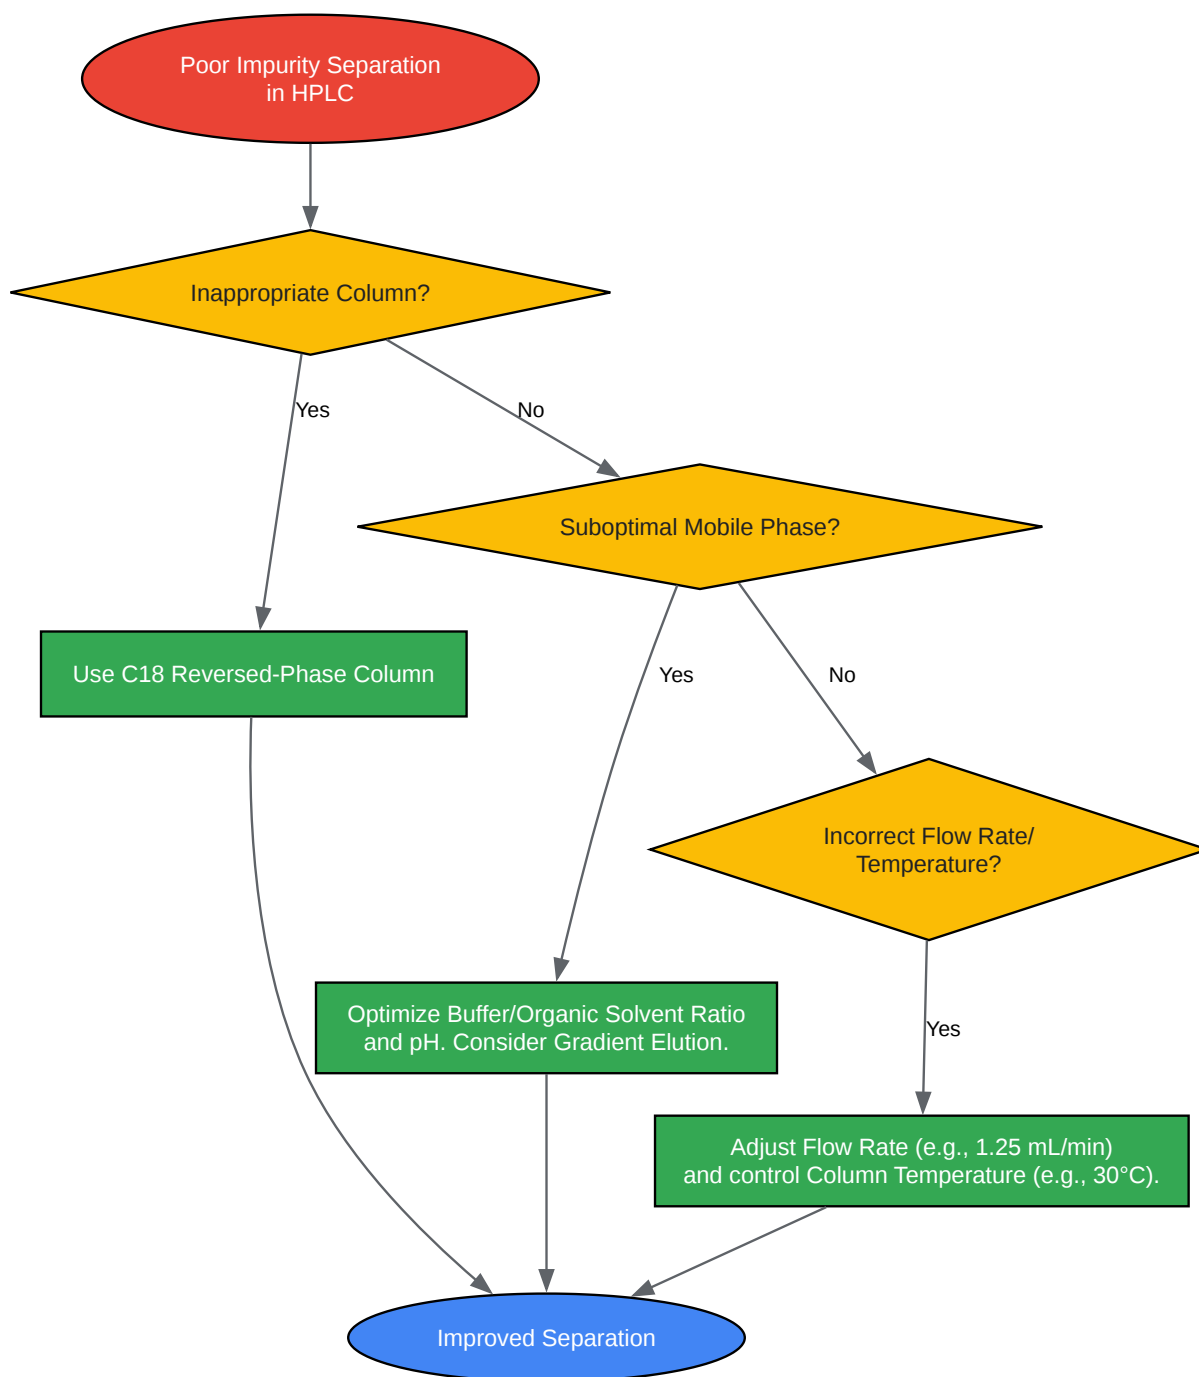 Poor Impurity Separation
in HPLC
Inappropriate Column?
Yes
No
Suboptimal Mobile Phase?
Use C18 Reversed-Phase Column
Yes
No
Incorrect Flow Rate/
Temperature?
Optimize Buffer/Organic Solvent Ratio
and pH. Consider Gradient Elution.
Yes
Adjust Flow Rate (e.g., 1.25 mL/min)
and control Column Temperature (e.g., 30°C).
Improved Separation